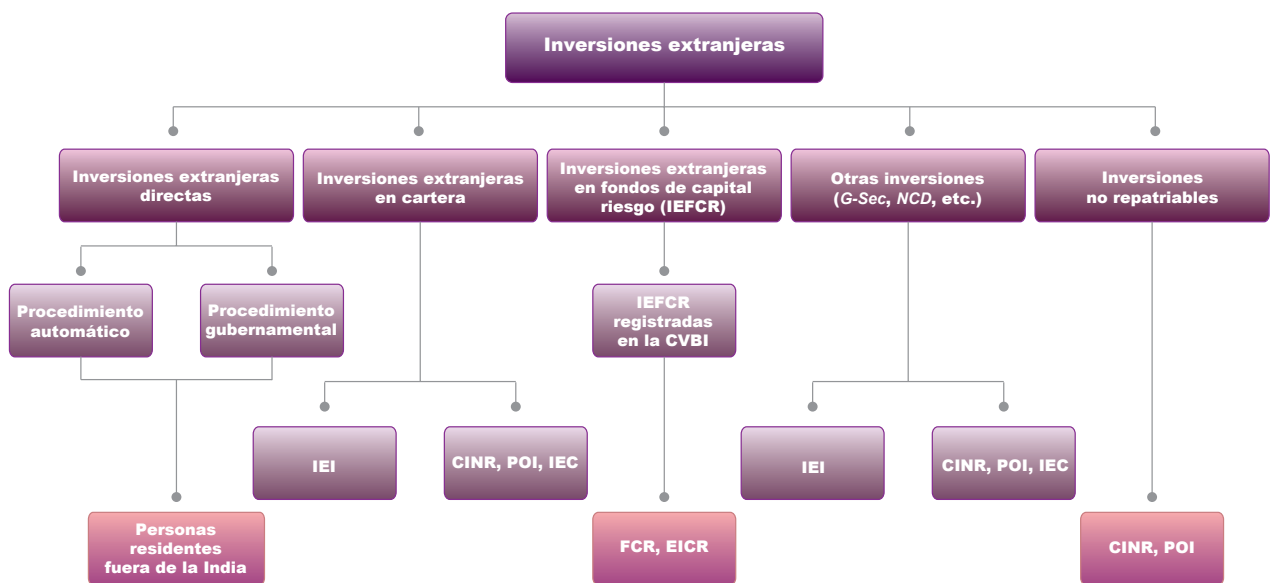 Inversiones extranjeras
Inversiones extranjeras
directas
Inversiones extranjeras
en cartera
Inversiones extranjeras
en fondos de capital
riesgo (IEFCR)
Otras inversiones
(G-Sec, NCD, etc.)
Inversiones
no repatriables
Procedimiento
automático
Procedimiento
gubernamental
IEFCR
registradas
en la CVBI
IEI
CINR, POI, IEC
IEI
CINR, POI, IEC
Personas
residentes
fuera de la India
FCR, EICR
CINR, POI